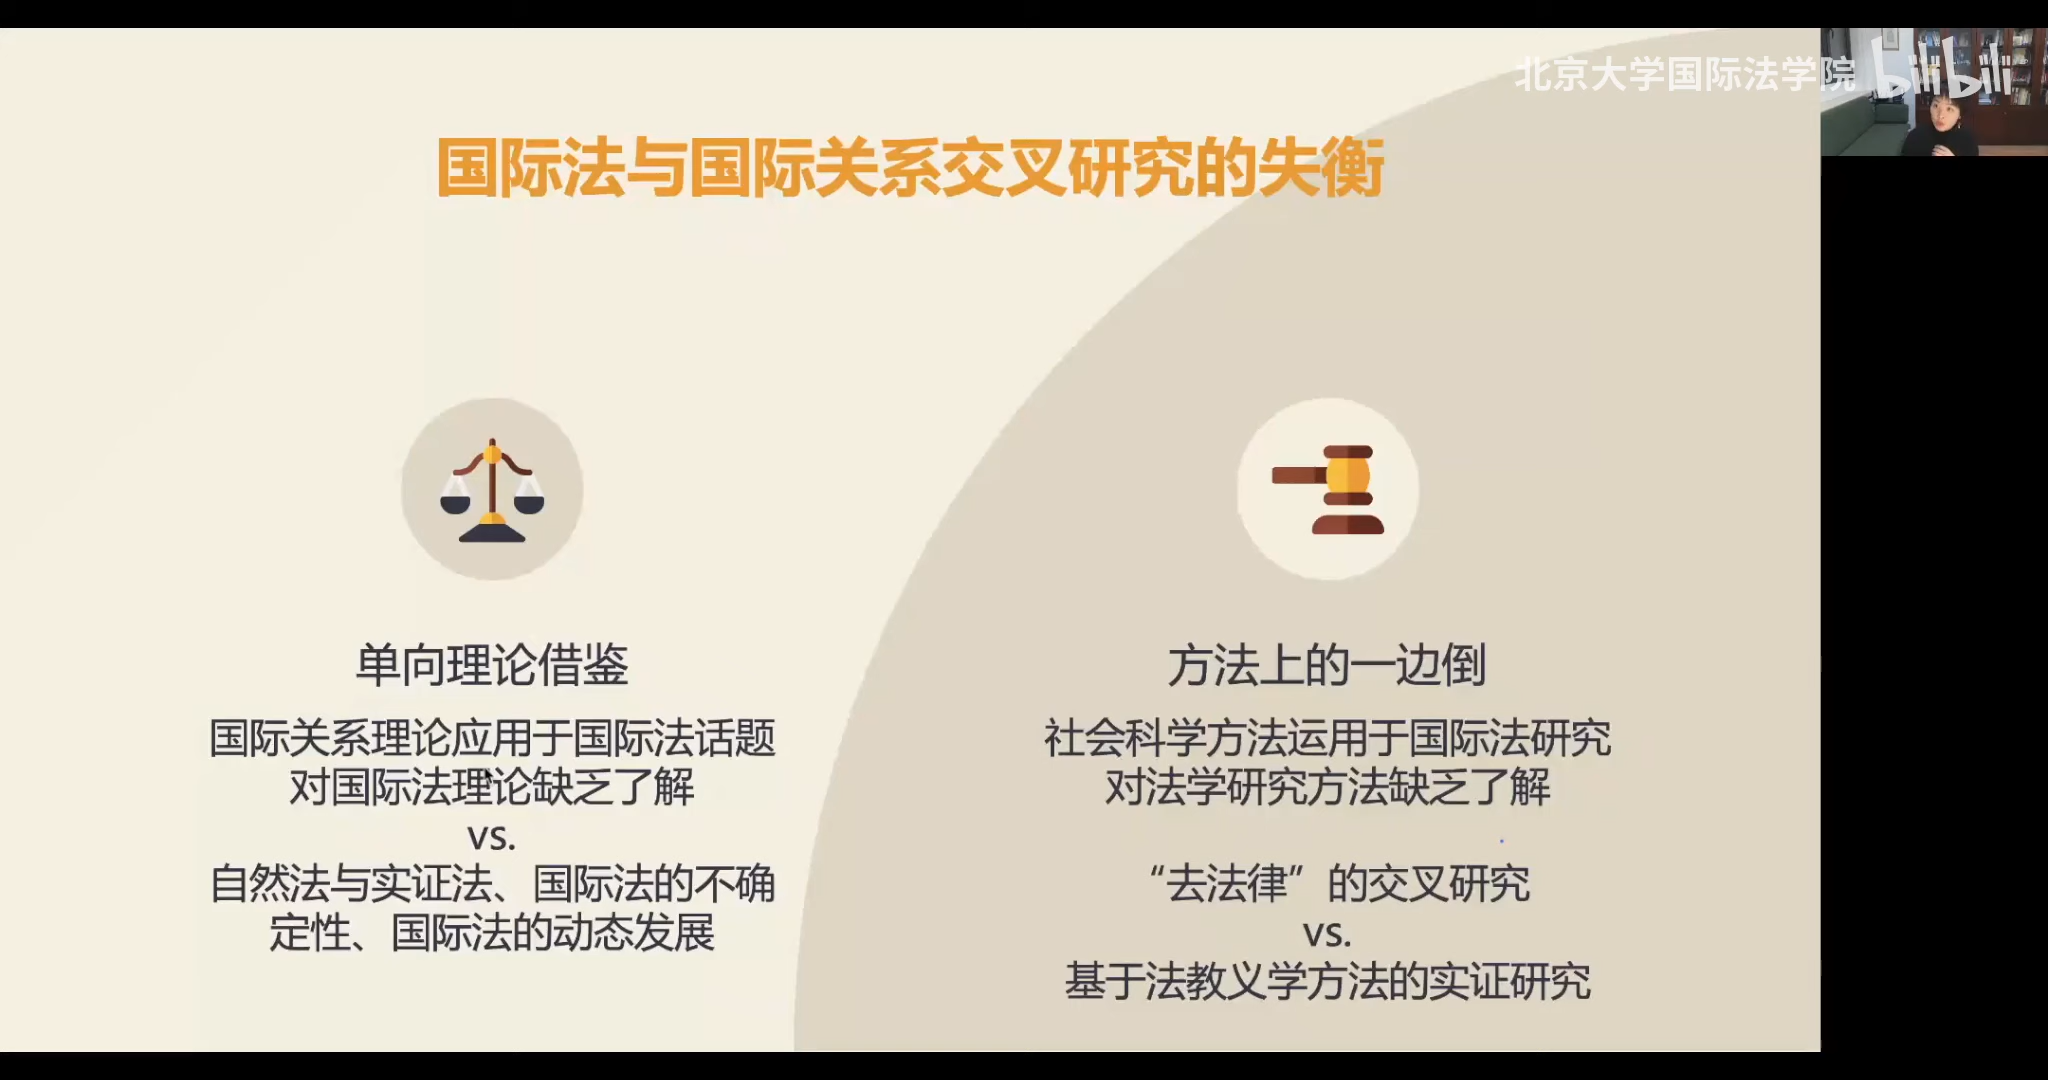 北京大学国际法学院 bilibili
国际法与国际关系交叉研究的失衡
单向理论借鉴
国际关系理论应用于国际法话题
对国际法理论缺乏了解
vs.
自然法与实证法、国际法的不确
定性、国际法的动态发展
方法上的一边倒
社会科学方法运用于国际法研究
对法学研究方法缺乏了解
“去法律”的交叉研究
vs.
基于法教义学方法的实证研究